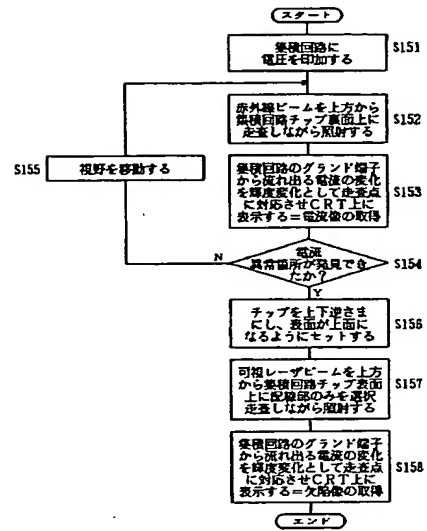 スタート
集積回路に
電圧を印加する
S151
赤外線ビームを上方から
集積回路チップ裏面上に
走査しながら照射する
S152
S155
視野を移動する
集積回路のグランド端子
から流れ出る電流の変化
を輝度変化として走査点
に対応させCRT上に
表示する=電流像の取得
S153
電流
異常箇所が発見でき
たか?
S154
N
Y
チップを上下逆さま
にし、表面が上面に
なるようにセットする
S156
可視レーザビームを上方
から集積回路チップ表面
上に配線部のみを選択
走査しながら照射する
S157
集積回路のグランド端子
から流れ出る電流の変化
を輝度変化として走査点
に対応させCRT上に
表示する=欠陥像の取得
S158
エンド